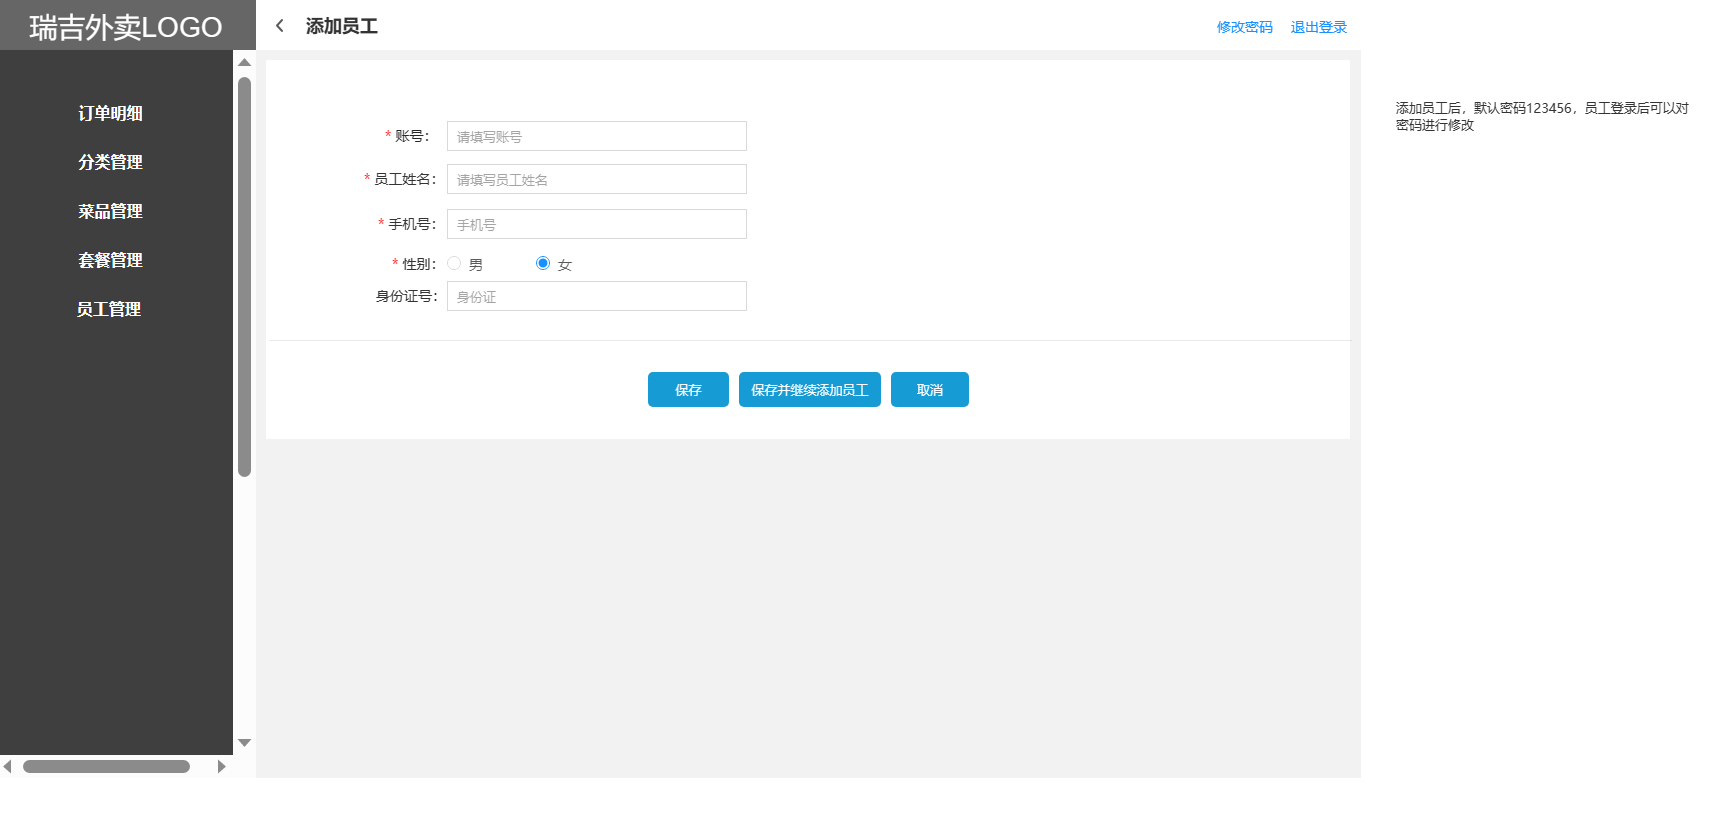 瑞吉外卖LOGO
添加员工
修改密码
退出登录
订单明细
分类管理
菜品管理
套餐管理
员工管理
* 账号：
请填写账号
* 员工姓名：
请填写员工姓名
* 手机号：
手机号
* 性别：
男
女
身份证号：
身份证
保存
保存并继续添加员工
取消
添加员工后，默认密码123456，员工登录后可以对
密码进行修改